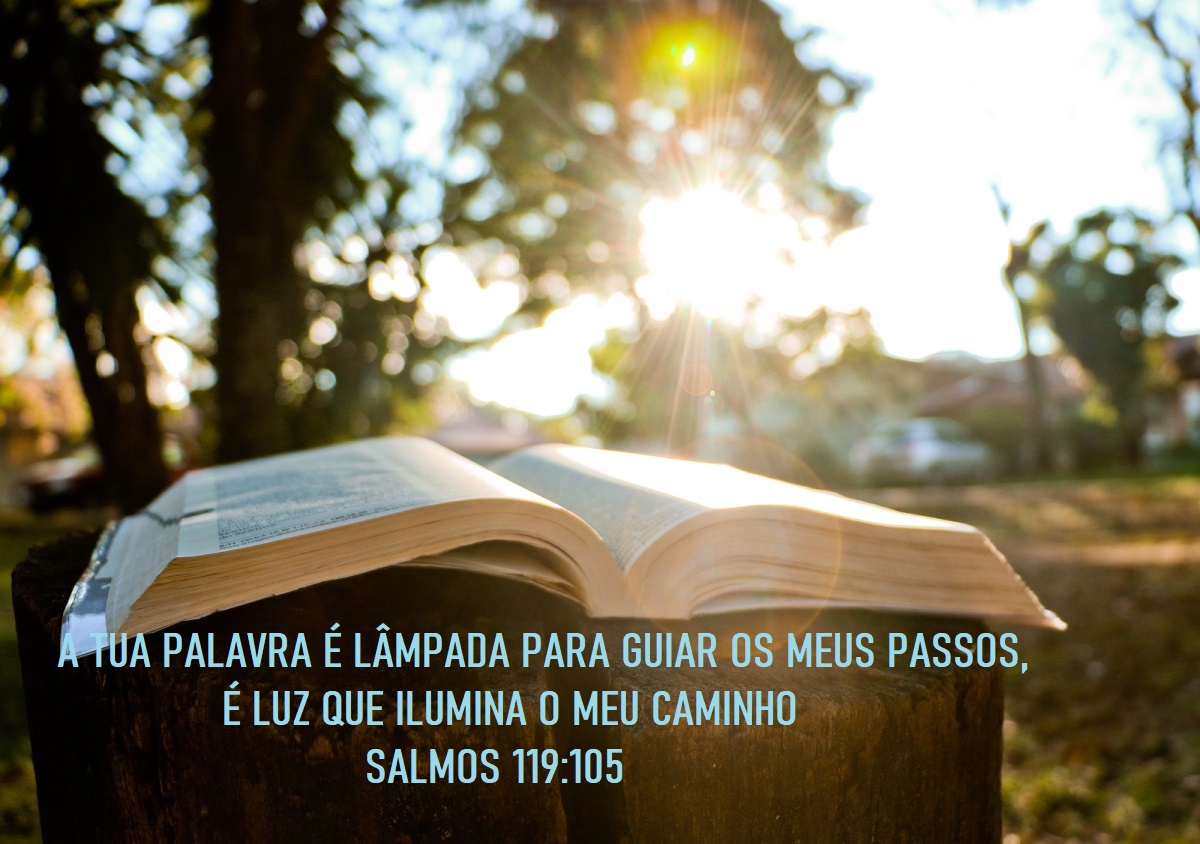 A TUA PALAVRA É LÂMPADA PARA GUIAR OS MEUS PASSOS,
É LUZ QUE ILUMINA O MEU CAMINHO
SALMOS 119:105